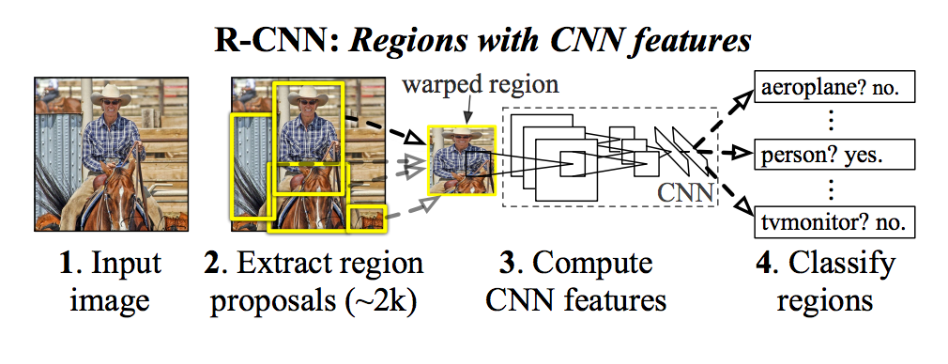 R-CNN: Regions with CNN features
warped region
aeroplane? no.
person? yes.
CNN
tvmonitor? no.
1. Input
image
2. Extract region
proposals (~2k)
3. Compute
CNN features
4. Classify
regions